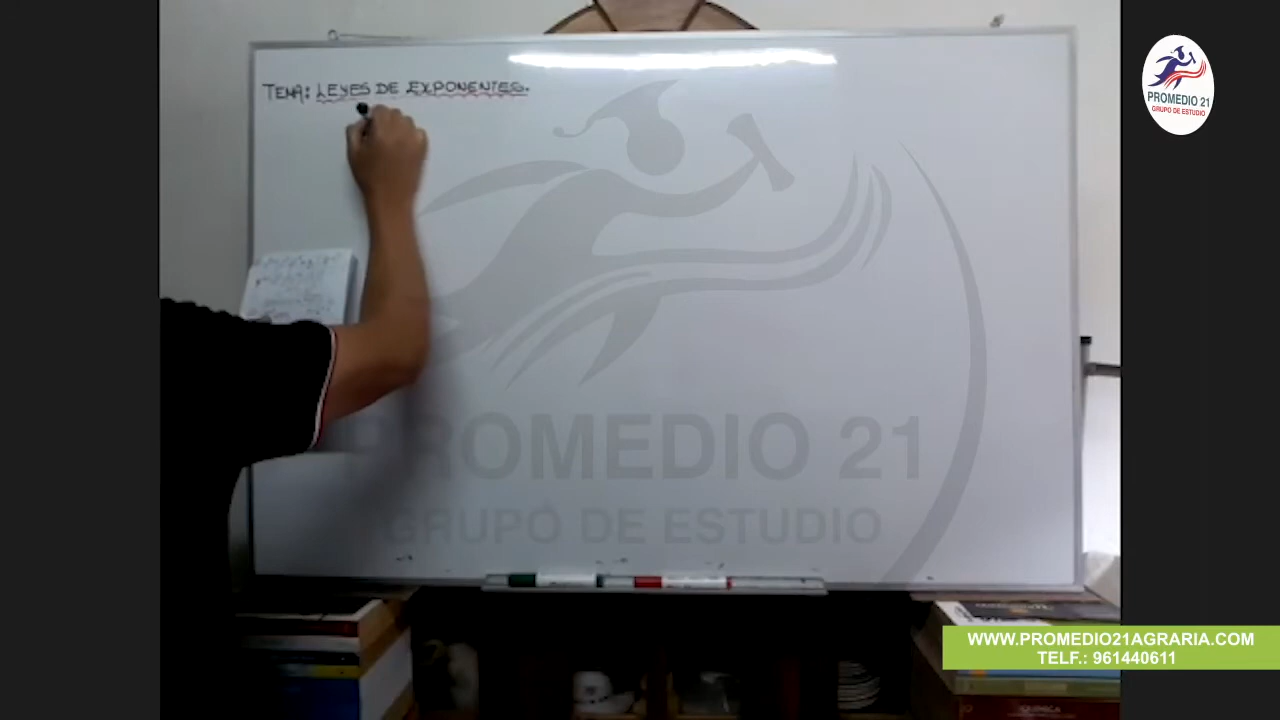 TEMA: LEYES DE EXPONENTES.
PROMEDIO 21
GRUPO DE ESTUDIO
PROMEDIO 21
GRUPO DE ESTUDIO
WWW.PROMEDIO21AGRARIA.COM
TELF.: 961440611
QUÍMICA